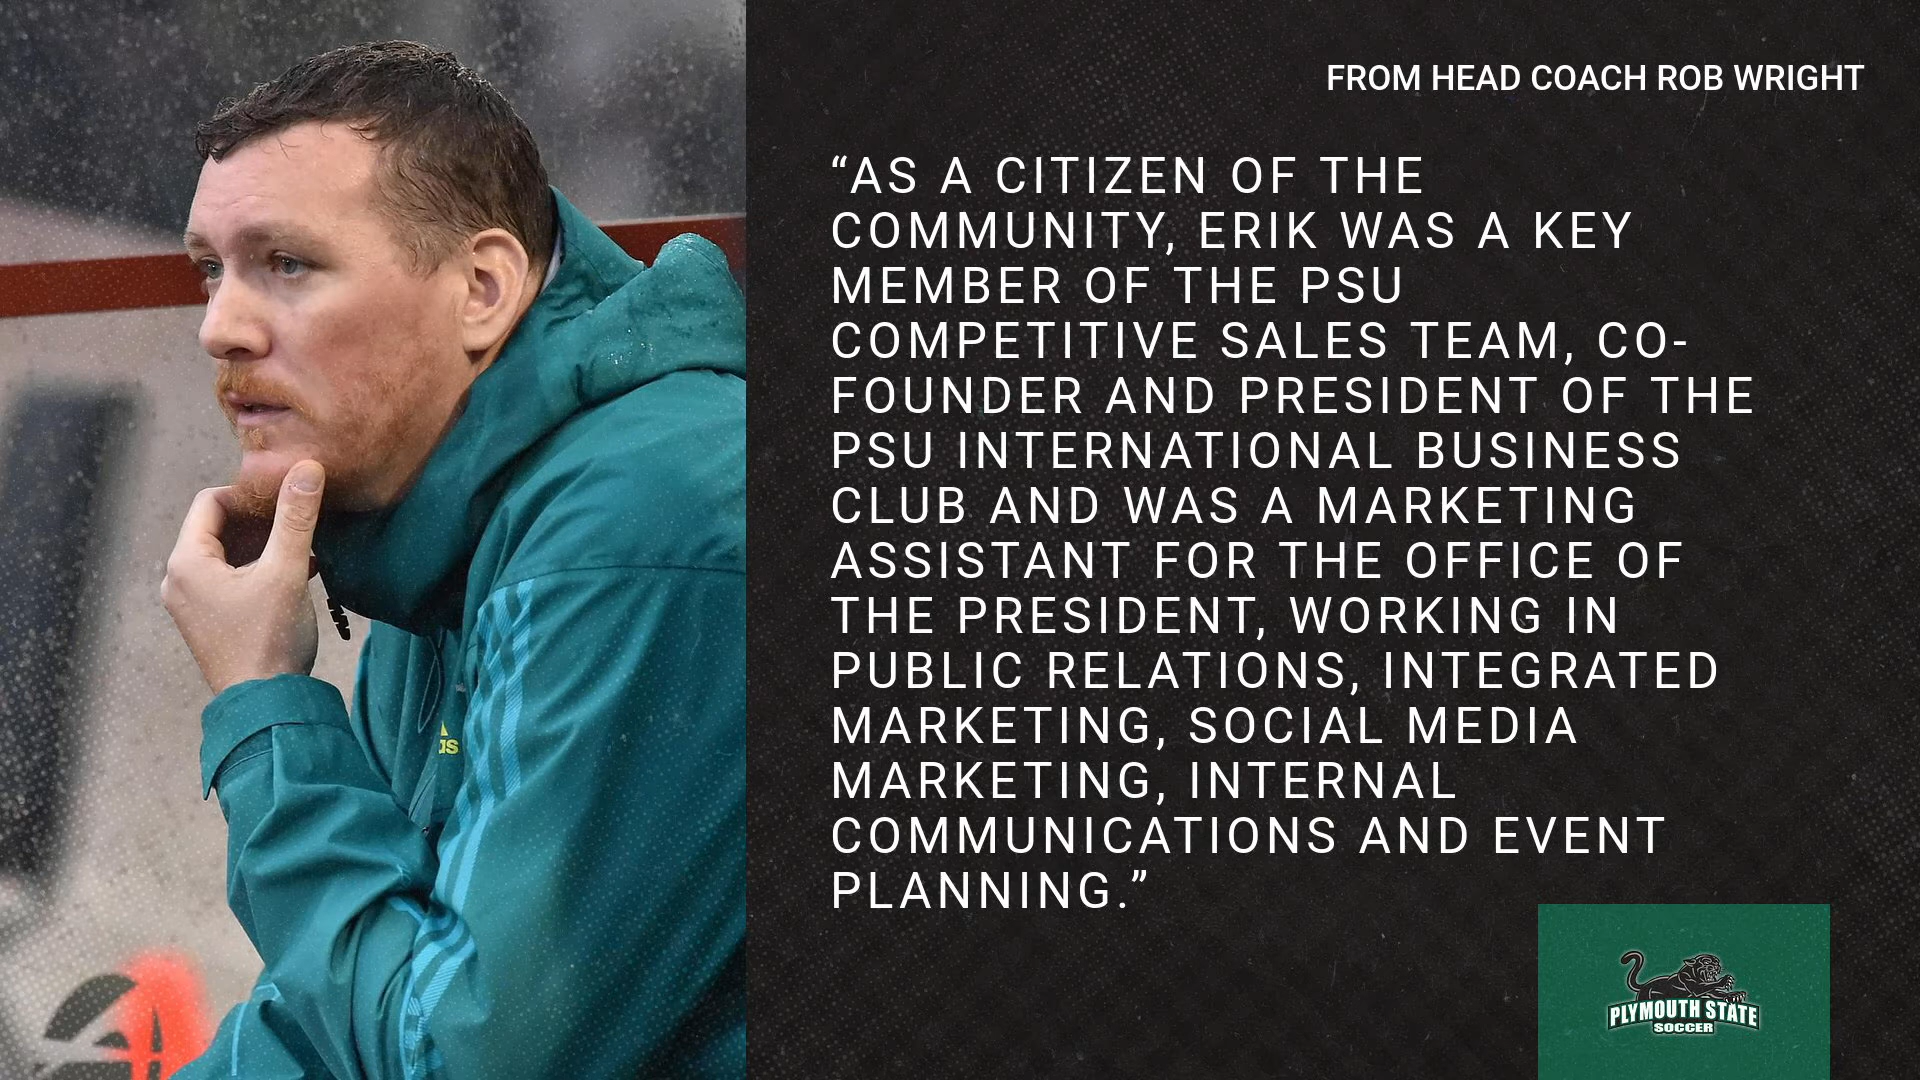 FROM HEAD COACH ROB WRIGHT
“AS A CITIZEN OF THE
COMMUNITY, ERIK WAS A KEY
MEMBER OF THE PSU
COMPETITIVE SALES TEAM, CO-
FOUNDER AND PRESIDENT OF THE
PSU INTERNATIONAL BUSINESS
CLUB AND WAS A MARKETING
ASSISTANT FOR THE OFFICE OF
THE PRESIDENT, WORKING IN
PUBLIC RELATIONS, INTEGRATED
MARKETING, SOCIAL MEDIA
MARKETING, INTERNAL
COMMUNICATIONS AND EVENT
PLANNING.”
PLYMOUTH STATE
SOCCER